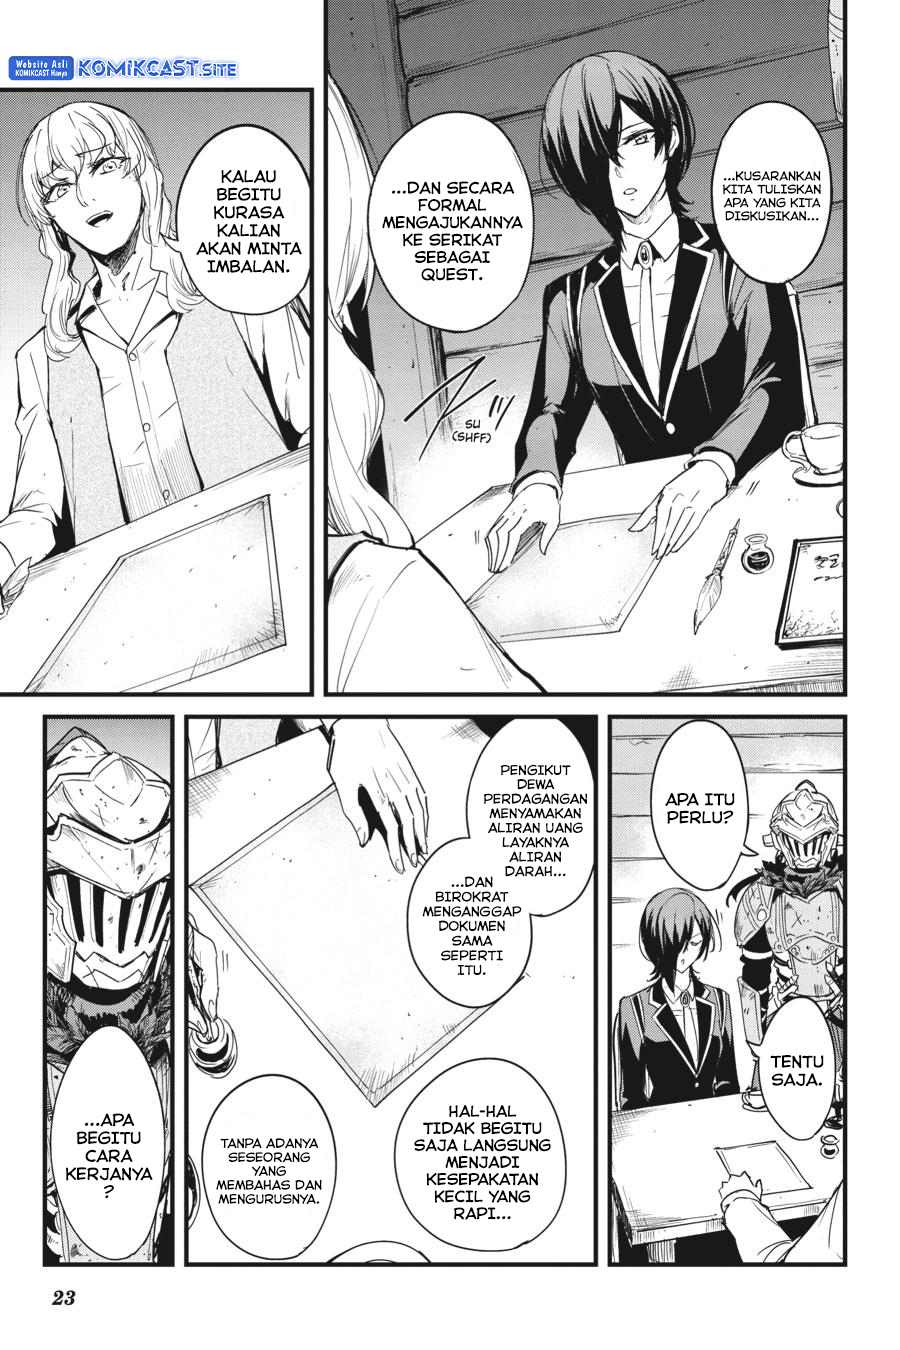 Website Asli
KOMIKCAST Hanya
KOMIKCAST.SITE
...KUSARANKAN
KITA TULISKAN
APA YANG KITA
DISKUSIKAN...
...DAN SECARA
FORMAL
MENGAJUKANNYA
KE SERIKAT
SEBAGAI
QUEST.
SU
(SHFF)
KALAU
BEGITU
KURASA
KALIAN
AKAN MINTA
IMBALAN.
APA ITU
PERLU?
TENTU
SAJA.
PENGIKUT
DEWA
PERDAGANGAN
MENYAMAKAN
ALIRAN UANG
LAYAKNYA
ALIRAN
DARAH...
...DAN
BIROKRAT
MENGANGGAP
DOKUMEN
SAMA
SEPERTI
ITU.
HAL-HAL
TIDAK BEGITU
SAJA LANGSUNG
MENJADI
KESEPAKATAN
KECIL YANG
RAPI...
TANPA ADANYA
SESEORANG
YANG
MEMBAHAS DAN
MENGURUSNYA.
...APA
BEGITU
CARA
KERJANYA
?
23